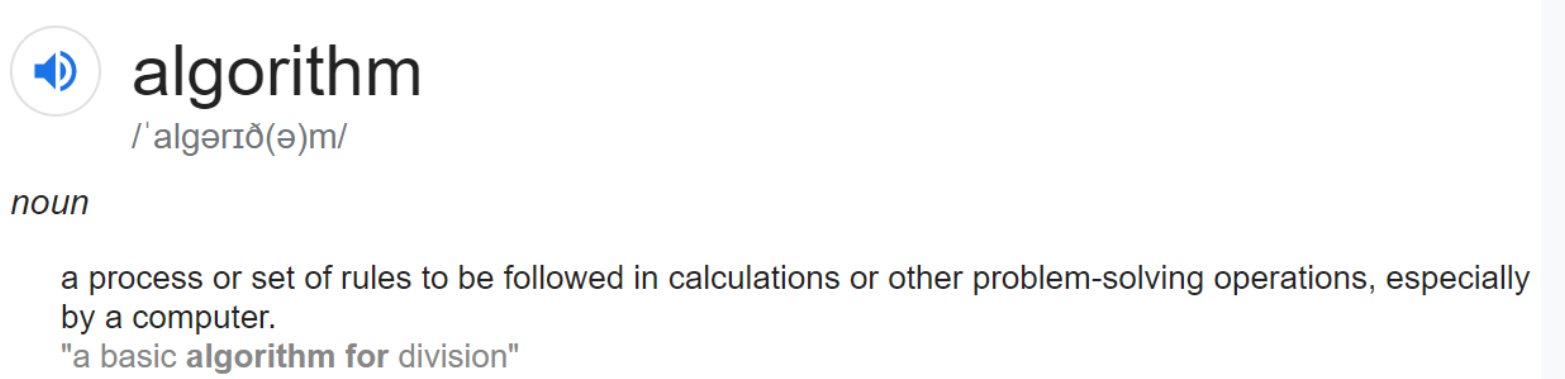 algorithm
/ˈalɡərɪð(ə)m/
noun
a process or set of rules to be followed in calculations or other problem-solving operations, especially
by a computer.
"a basic algorithm for division"